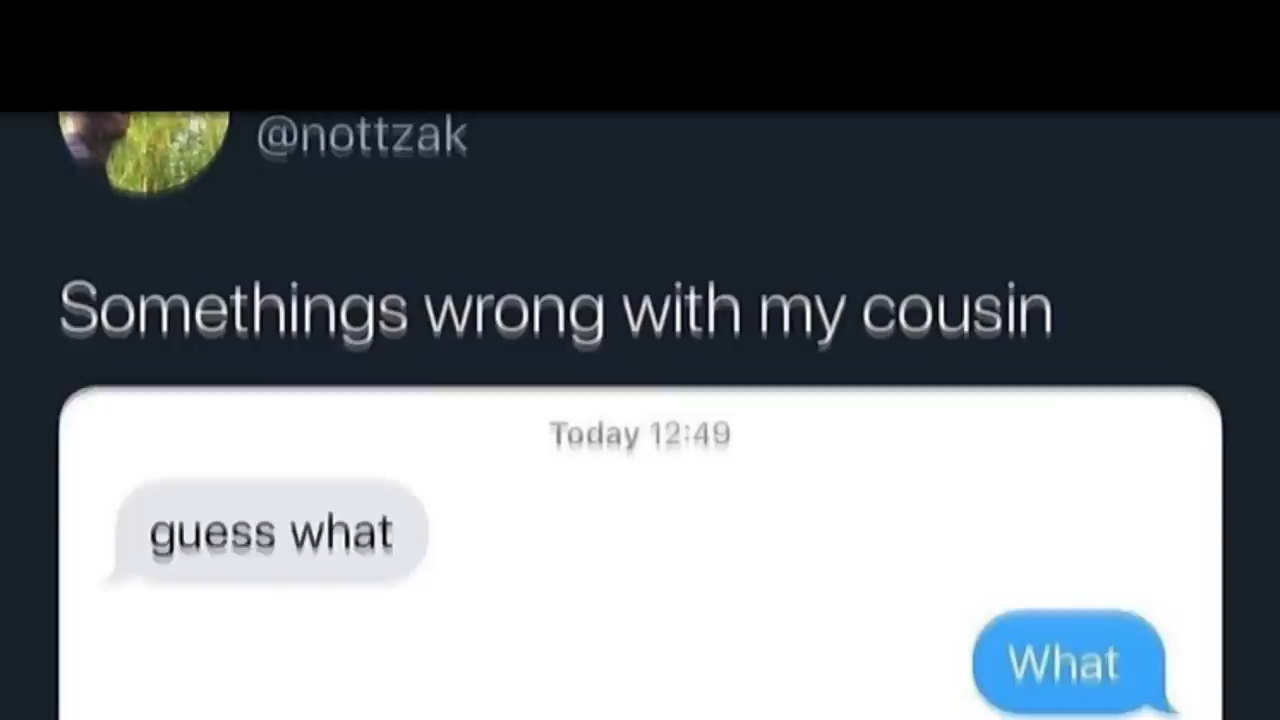 @nottzak
Somethings wrong with my cousin
Today 12:49
guess what
What